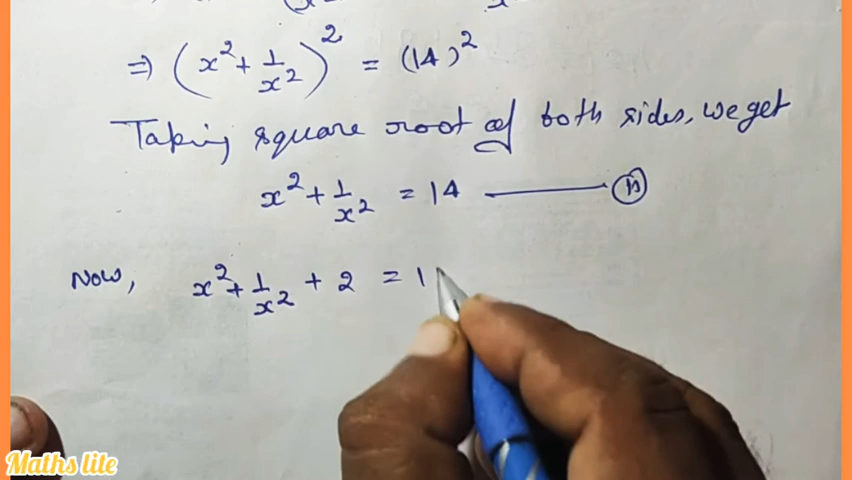 ⇒ (x² + 1/x²)² = (14)²
Taking square root of both sides, we get
x² + 1/x² = 14
Now, x² + 1/x² + 2 = 1
Maths lite